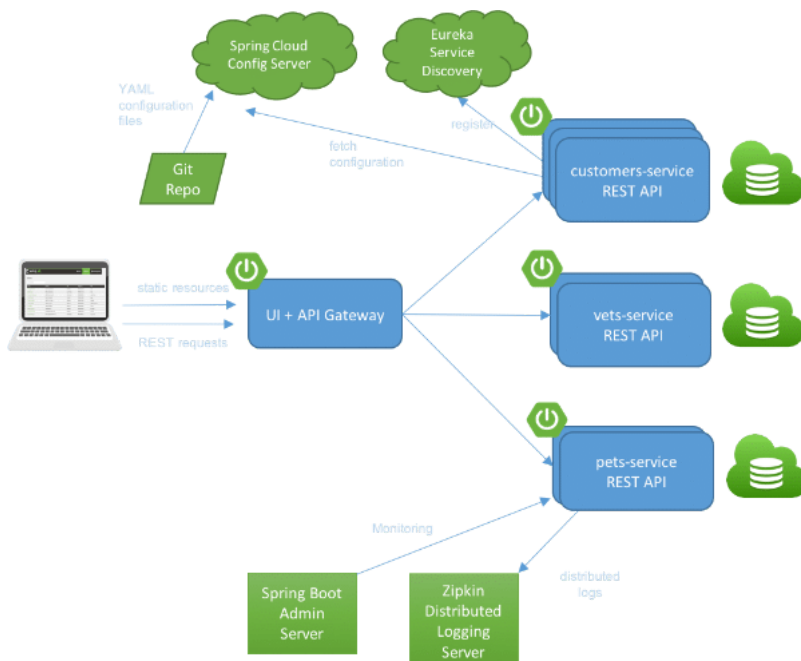 Spring Cloud
Config Server
Eureka
Service
Discovery
YAML
configuration
files
register
fetch
configuration
Git
Repo
customers-service
REST API
static resources
UI + API Gateway
REST requests
vets-service
REST API
pets-service
REST API
Monitoring
distributed
logs
Spring Boot
Admin
Server
Zipkin
Distributed
Logging
Server